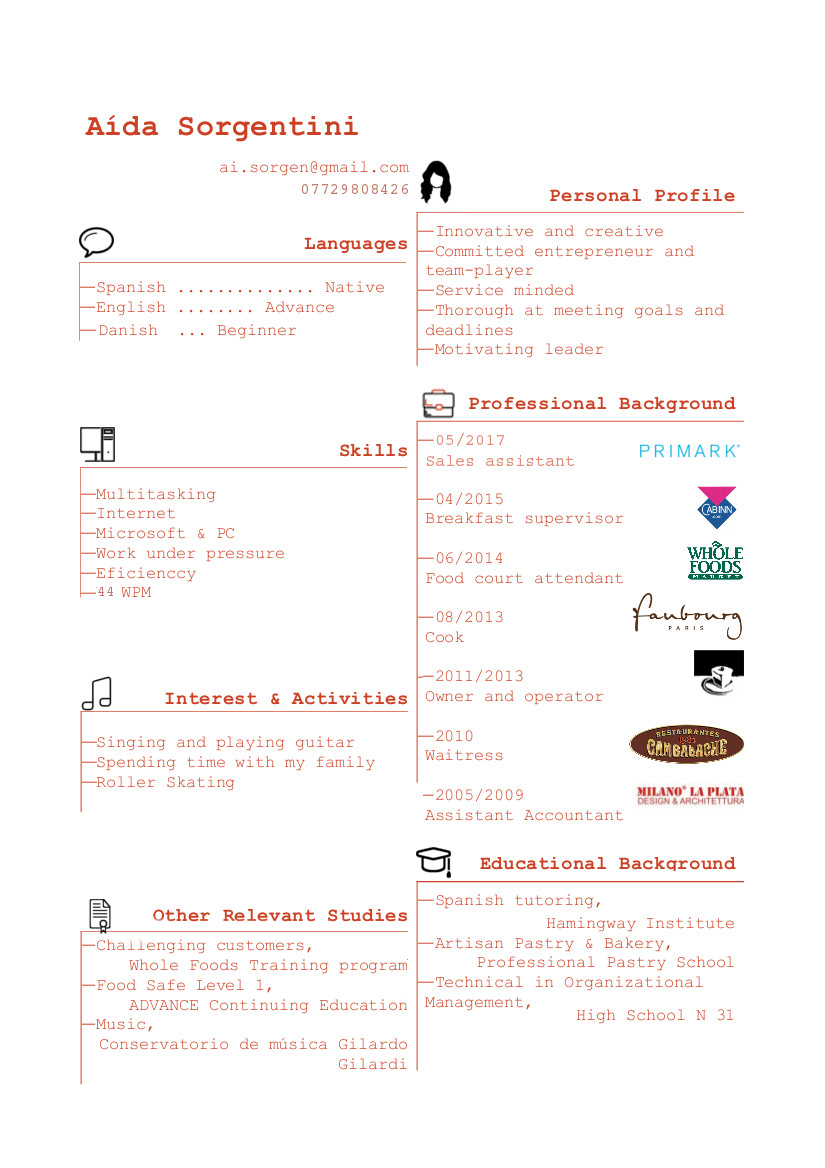 Aída Sorgentini
ai.sorgen@gmail.com
07729808426
Languages
—Spanish .............. Native
—English ........ Advance
—Danish ... Beginner
Skills
—Multitasking
—Internet
—Microsoft & PC
—Work under pressure
—Eficienccy
—44 WPM
Interest & Activities
—Singing and playing guitar
—Spending time with my family
—Roller Skating
Other Relevant Studies
—Challenging customers,
Whole Foods Training program
—Food Safe Level 1,
ADVANCE Continuing Education
—Music,
Conservatorio de música Gilardo
Gilardi
Personal Profile
—Innovative and creative
—Committed entrepreneur and
team-player
—Service minded
—Thorough at meeting goals and
deadlines
—Motivating leader
Professional Background
—05/2017
Sales assistant
PRIMARK®
—04/2015
Breakfast supervisor
CABINN
—06/2014
Food court attendant
WHOLE
FOODS
MARKET
—08/2013
Cook
Faubourg
PARIS
—2011/2013
Owner and operator
—2010
Waitress
RESTAURANTES
CAMBALACHE
—2005/2009
Assistant Accountant
MILANO® LA PLATA
DESIGN & ARCHITETTURA
Educational Background
—Spanish tutoring,
Hamingway Institute
—Artisan Pastry & Bakery,
Professional Pastry School
—Technical in Organizational
Management,
High School N 31